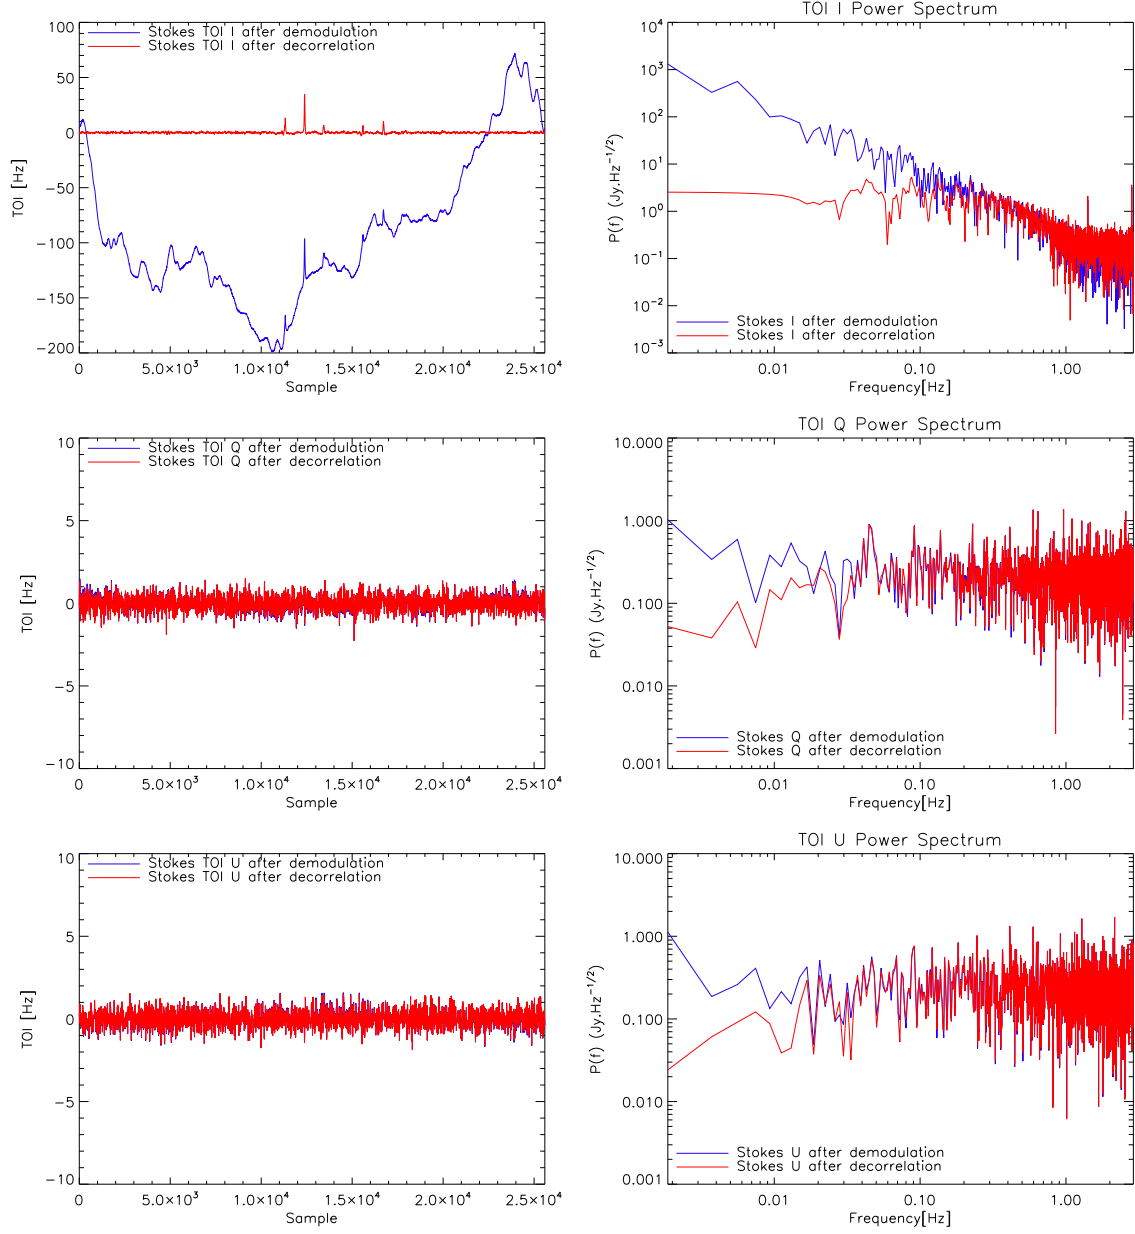 TOI I Power Spectrum
100
50
0
−50
−100
−150
−200
TOI [Hz]
Stokes TOI I after demodulation
Stokes TOI I after decorrelation
0
5.0×10³
1.0×10⁴
1.5×10⁴
2.0×10⁴
2.5×10⁴
Sample
10⁴
10³
10²
10¹
10⁰
10⁻¹
10⁻²
10⁻³
P(f) (Jy.Hz⁻¹/²)
Stokes I after demodulation
Stokes I after decorrelation
0.01
0.10
1.00
Frequency[Hz]
TOI Q Power Spectrum
10
5
0
−5
−10
TOI [Hz]
Stokes TOI Q after demodulation
Stokes TOI Q after decorrelation
0
5.0×10³
1.0×10⁴
1.5×10⁴
2.0×10⁴
2.5×10⁴
Sample
10.000
1.000
0.100
0.010
0.001
P(f) (Jy.Hz⁻¹/²)
Stokes Q after demodulation
Stokes Q after decorrelation
0.01
0.10
1.00
Frequency[Hz]
TOI U Power Spectrum
10
5
0
−5
−10
TOI [Hz]
Stokes TOI U after demodulation
Stokes TOI U after decorrelation
0
5.0×10³
1.0×10⁴
1.5×10⁴
2.0×10⁴
2.5×10⁴
Sample
10.000
1.000
0.100
0.010
0.001
P(f) (Jy.Hz⁻¹/²)
Stokes U after demodulation
Stokes U after decorrelation
0.01
0.10
1.00
Frequency[Hz]